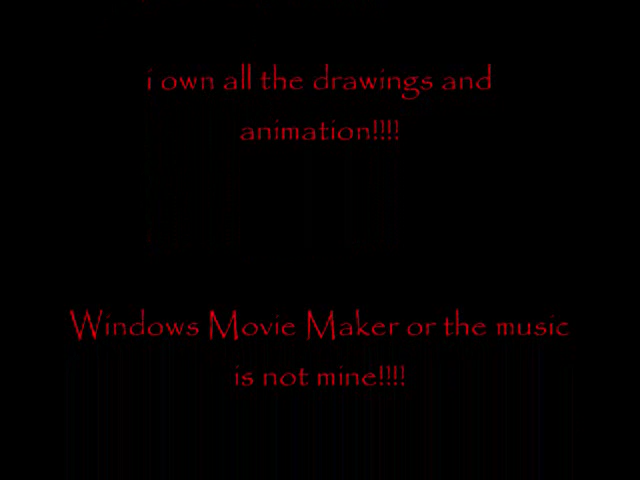 i own all the drawings and
animation!!!!
Windows Movie Maker or the music
is not mine!!!!